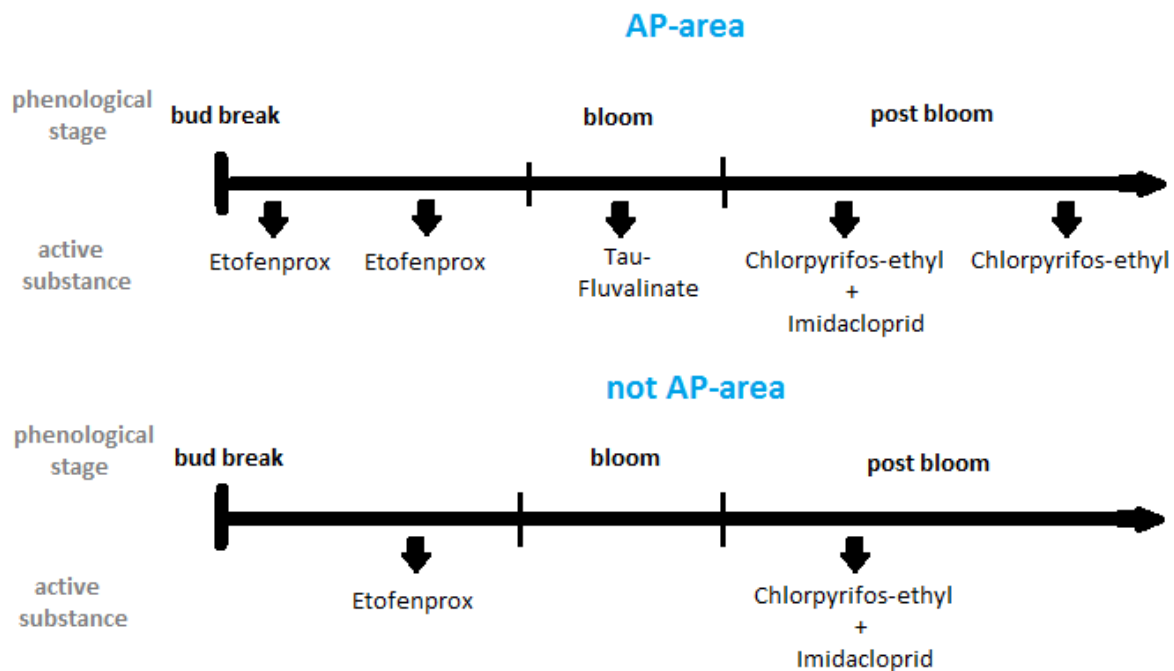 AP-area
phenological
stage
bud break
bloom
post bloom
active
substance
Etofenprox
Etofenprox
Tau-
Fluvalinate
Chlorpyrifos-ethyl
+
Imidacloprid
Chlorpyrifos-ethyl
not AP-area
phenological
stage
bud break
bloom
post bloom
active
substance
Etofenprox
Chlorpyrifos-ethyl
+
Imidacloprid